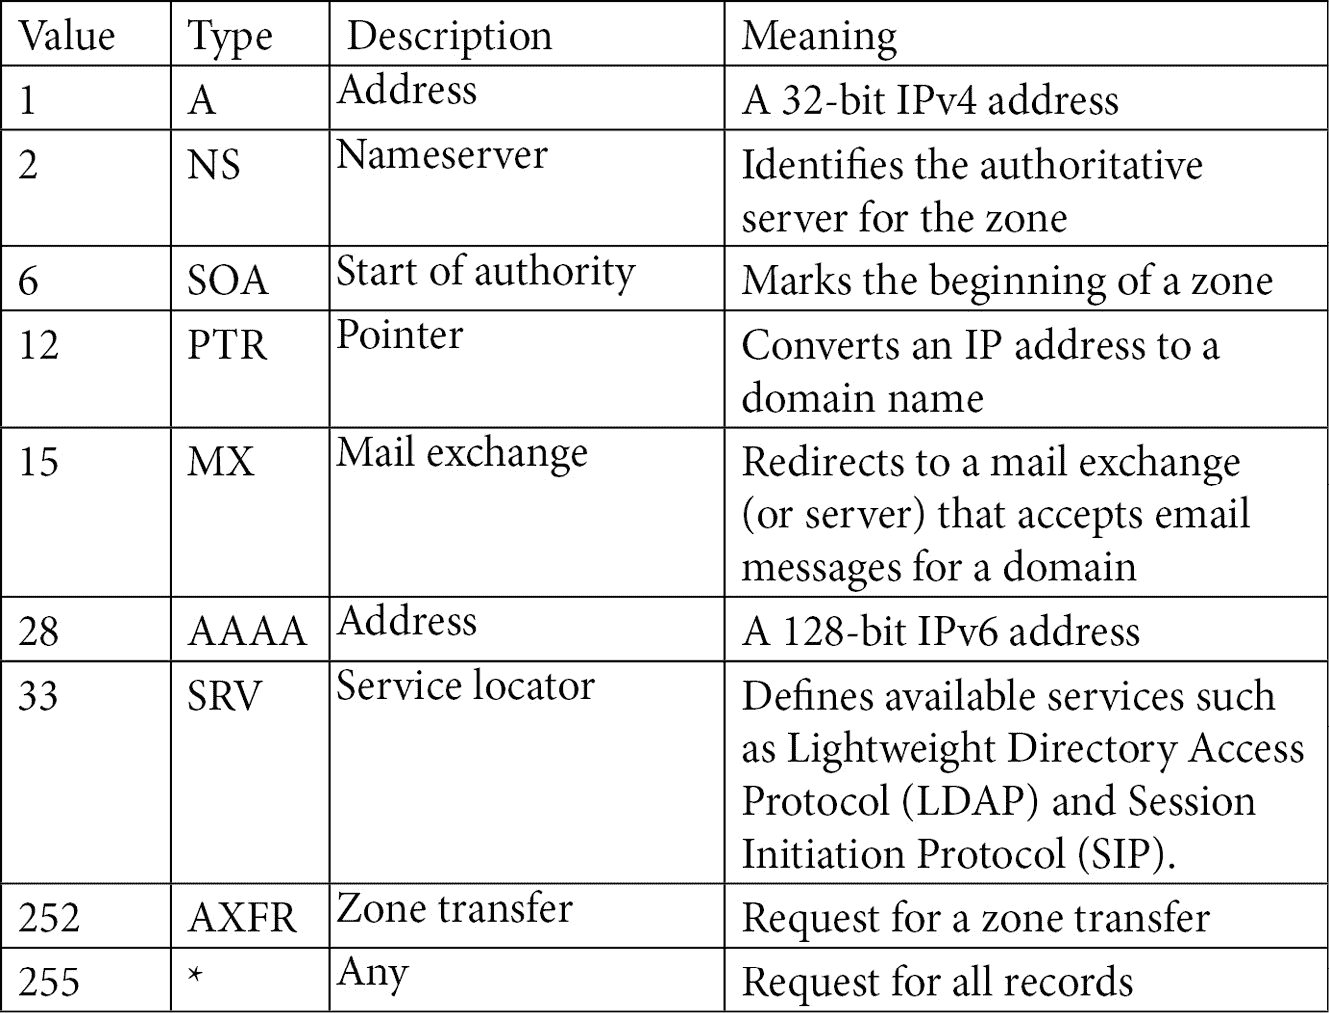 Value Type Description Meaning
1 A Address A 32-bit IPv4 address
2 NS Nameserver Identifies the authoritative
server for the zone
6 SOA Start of authority Marks the beginning of a zone
12 PTR Pointer Converts an IP address to a
domain name
15 MX Mail exchange Redirects to a mail exchange
(or server) that accepts email
messages for a domain
28 AAAA Address A 128-bit IPv6 address
33 SRV Service locator Defines available services such
as Lightweight Directory Access
Protocol (LDAP) and Session
Initiation Protocol (SIP).
252 AXFR Zone transfer Request for a zone transfer
255 * Any Request for all records